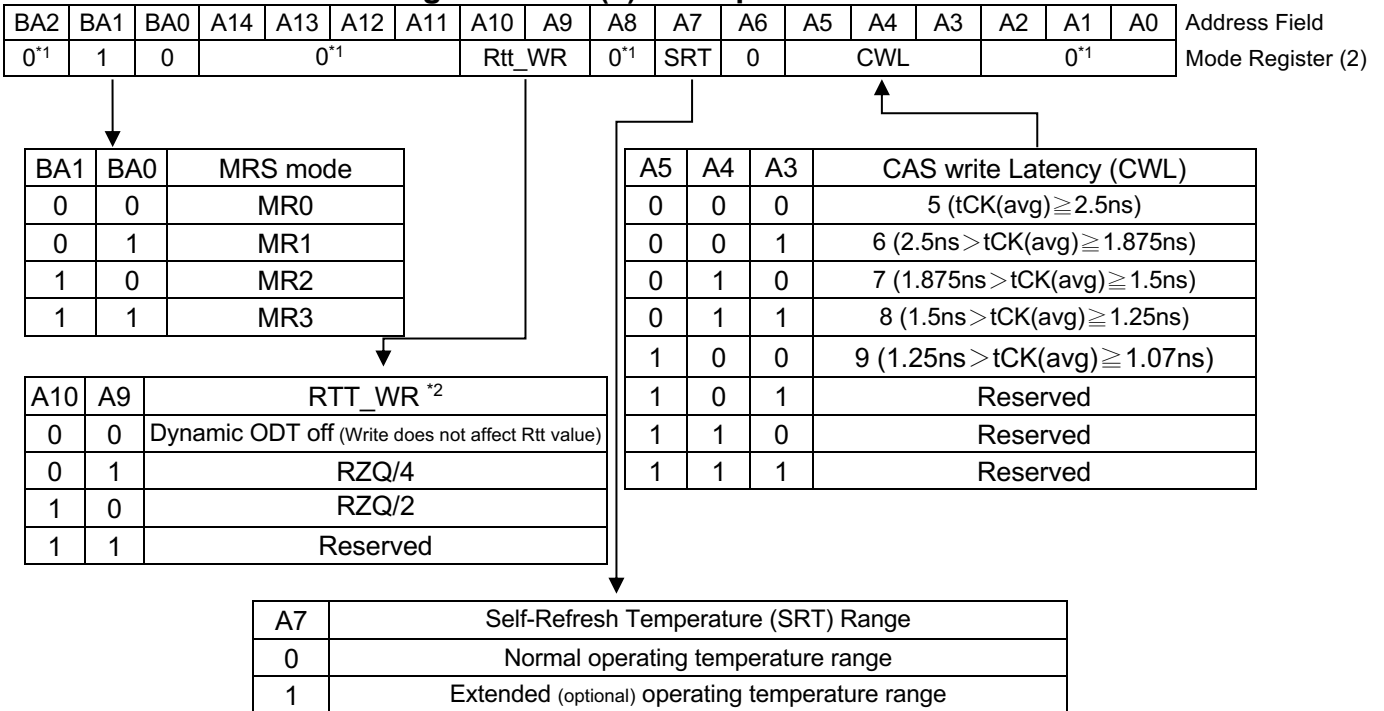 BA2 BA1 BA0 A14 A13 A12 A11 A10 A9 A8 A7 A6 A5 A4 A3 A2 A1 A0 Address Field
0*1 1 0 0*1 Rtt_WR 0*1 SRT 0 CWL 0*1 Mode Register (2)
BA1 BA0 MRS mode
0 0 MR0
0 1 MR1
1 0 MR2
1 1 MR3
A5 A4 A3 CAS write Latency (CWL)
0 0 0 5 (tCK(avg)≧2.5ns)
0 0 1 6 (2.5ns>tCK(avg)≧1.875ns)
0 1 0 7 (1.875ns>tCK(avg)≧1.5ns)
0 1 1 8 (1.5ns>tCK(avg)≧1.25ns)
1 0 0 9 (1.25ns>tCK(avg)≧1.07ns)
1 0 1 Reserved
1 1 0 Reserved
1 1 1 Reserved
A10 A9 RTT_WR *2
0 0 Dynamic ODT off (Write does not affect Rtt value)
0 1 RZQ/4
1 0 RZQ/2
1 1 Reserved
A7 Self-Refresh Temperature (SRT) Range
0 Normal operating temperature range
1 Extended (optional) operating temperature range